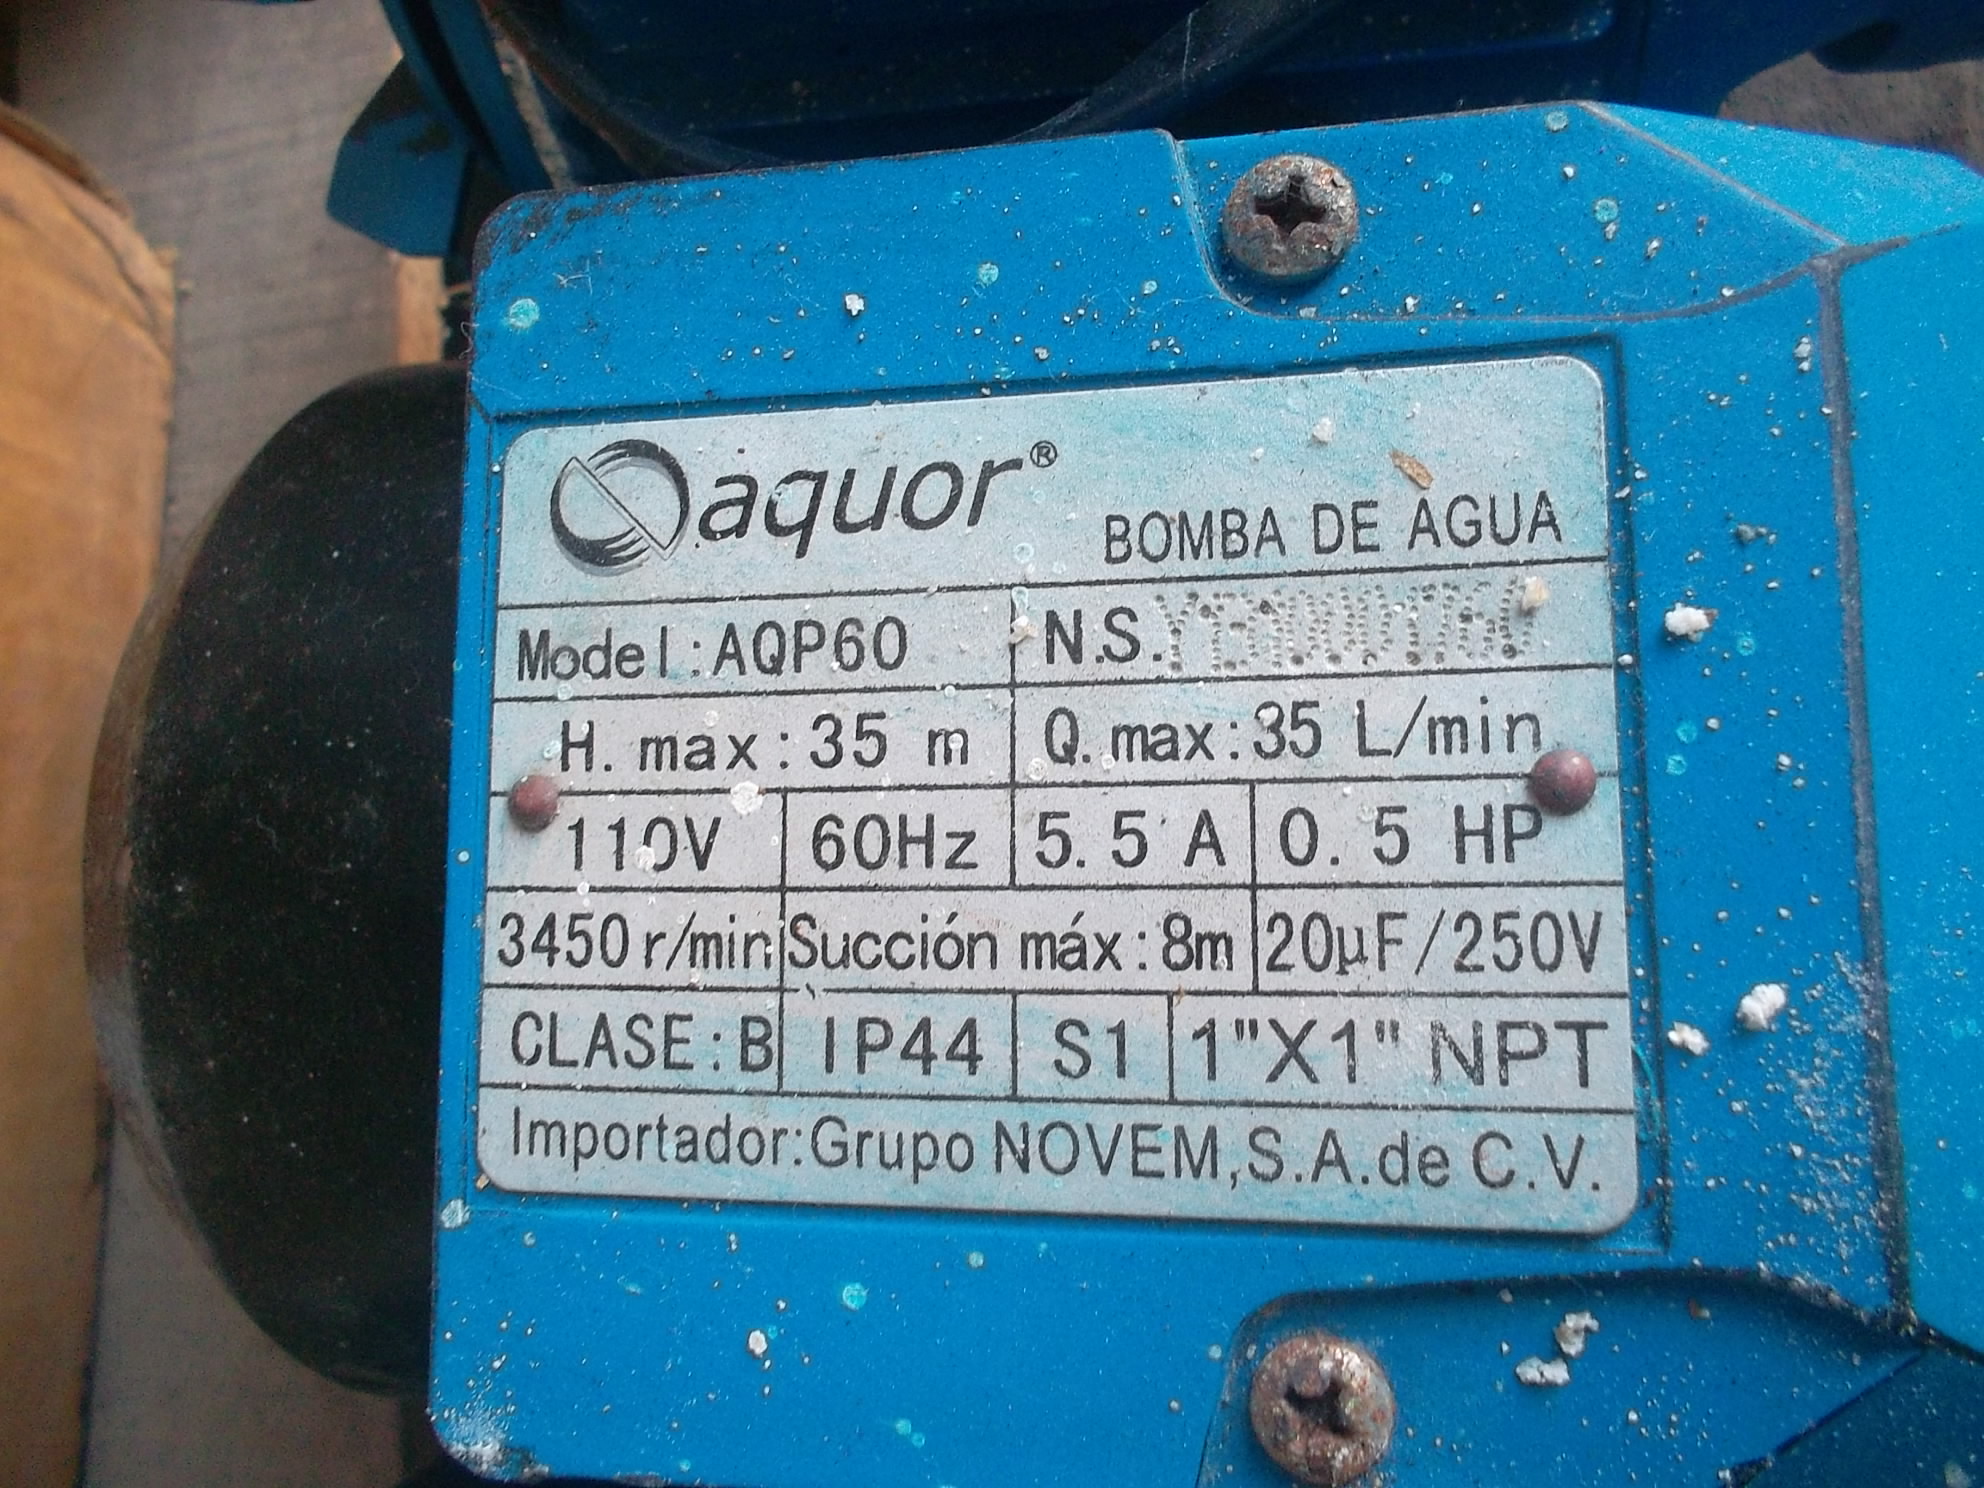 aquor®
BOMBA DE AGUA
Model:AQP60 N.S.
H. max:35 m Q.max:35 L/min
110V 60Hz 5.5 A 0.5 HP
3450 r/min Succión máx:8m 20µF/250V
CLASE:B IP44 S1 1"X1" NPT
Importador:Grupo NOVEM,S.A.de C.V.